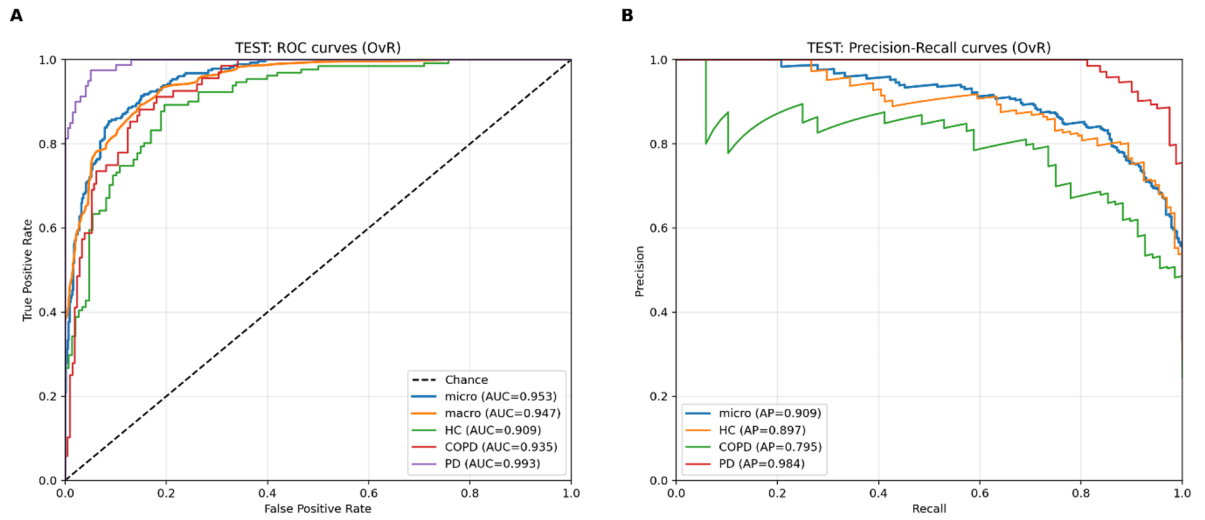 A
TEST: ROC curves (OvR)
True Positive Rate
1.0
0.8
0.6
0.4
0.2
0.0
0.0 0.2 0.4 0.6 0.8 1.0
False Positive Rate
Chance
micro (AUC=0.953)
macro (AUC=0.947)
HC (AUC=0.909)
COPD (AUC=0.935)
PD (AUC=0.993)
B
TEST: Precision-Recall curves (OvR)
Precision
1.0
0.8
0.6
0.4
0.2
0.0
0.0 0.2 0.4 0.6 0.8 1.0
Recall
micro (AP=0.909)
HC (AP=0.897)
COPD (AP=0.795)
PD (AP=0.984)